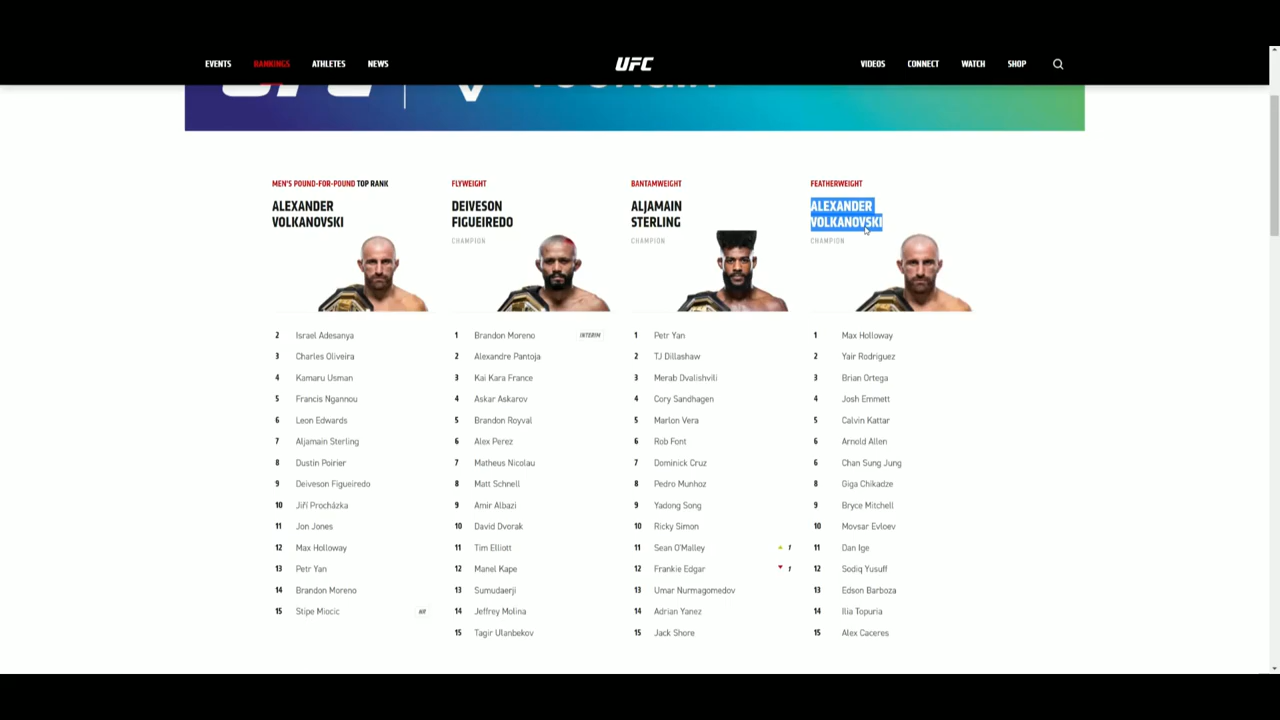 EVENTS RANKINGS ATHLETES NEWS UFC VIDEOS CONNECT WATCH SHOP
MEN'S POUND-FOR-POUND TOP RANK
ALEXANDER
VOLKANOVSKI
2 Israel Adesanya
3 Charles Oliveira
4 Kamaru Usman
5 Francis Ngannou
6 Leon Edwards
7 Aljamain Sterling
8 Dustin Poirier
9 Deiveson Figueiredo
10 Jiří Procházka
11 Jon Jones
12 Max Holloway
13 Petr Yan
14 Brandon Moreno
15 Stipe Miocic NR
FLYWEIGHT
DEIVESON
FIGUEIREDO
CHAMPION
1 Brandon Moreno INTERIM
2 Alexandre Pantoja
3 Kai Kara France
4 Askar Askarov
5 Brandon Royval
6 Alex Perez
7 Matheus Nicolau
8 Matt Schnell
9 Amir Albazi
10 David Dvorak
11 Tim Elliott
12 Manel Kape
13 Sumudaerji
14 Jeffrey Molina
15 Tagir Ulanbekov
BANTAMWEIGHT
ALJAMAIN
STERLING
CHAMPION
1 Petr Yan
2 TJ Dillashaw
3 Merab Dvalishvili
4 Cory Sandhagen
5 Marlon Vera
6 Rob Font
7 Dominick Cruz
8 Pedro Munhoz
9 Yadong Song
10 Ricky Simon
11 Sean O'Malley 1
12 Frankie Edgar 1
13 Umar Nurmagomedov
14 Adrian Yanez
15 Jack Shore
FEATHERWEIGHT
ALEXANDER
VOLKANOVSKI
CHAMPION
1 Max Holloway
2 Yair Rodriguez
3 Brian Ortega
4 Josh Emmett
5 Calvin Kattar
6 Arnold Allen
6 Chan Sung Jung
8 Giga Chikadze
9 Bryce Mitchell
10 Movsar Evloev
11 Dan Ige
12 Sodiq Yusuff
13 Edson Barboza
14 Ilia Topuria
15 Alex Caceres